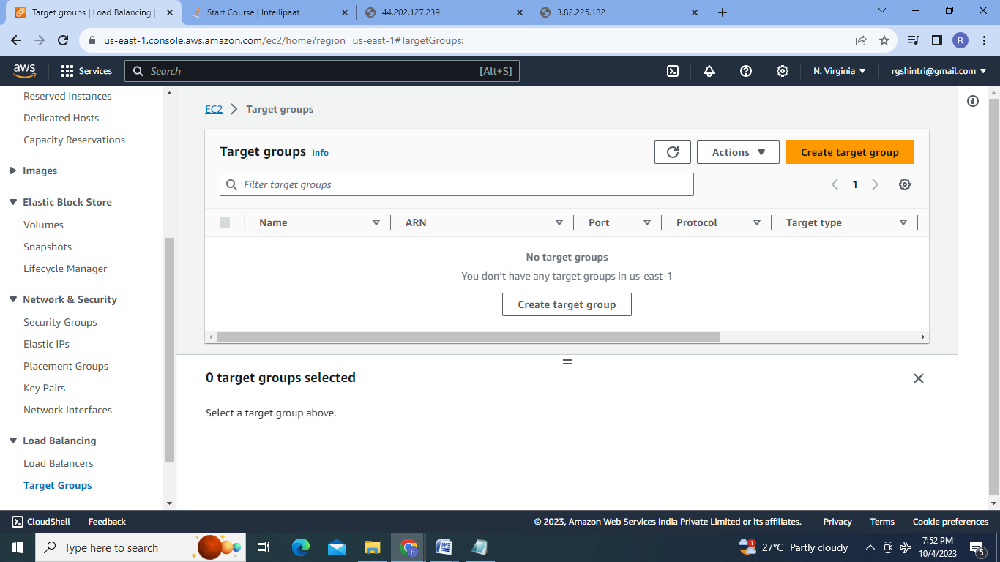 Target groups | Load Balancing |
Start Course | Intellipaat
44.202.127.239
3.82.225.182
us-east-1.console.aws.amazon.com/ec2/home?region=us-east-1#TargetGroups:
R
aws
Services
Search
[Alt+S]
N. Virginia
rgshintri@gmail.com
Reserved Instances
Dedicated Hosts
Capacity Reservations
Images
Elastic Block Store
Volumes
Snapshots
Lifecycle Manager
Network & Security
Security Groups
Elastic IPs
Placement Groups
Key Pairs
Network Interfaces
Load Balancing
Load Balancers
Target Groups
EC2 > Target groups
Target groups Info
Actions
Create target group
Filter target groups
1
Name
ARN
Port
Protocol
Target type
No target groups
You don't have any target groups in us-east-1
Create target group
0 target groups selected
Select a target group above.
CloudShell
Feedback
© 2023, Amazon Web Services India Private Limited or its affiliates.
Privacy
Terms
Cookie preferences
Type here to search
R
W
1
27°C Partly cloudy
7:52 PM
10/4/2023
5